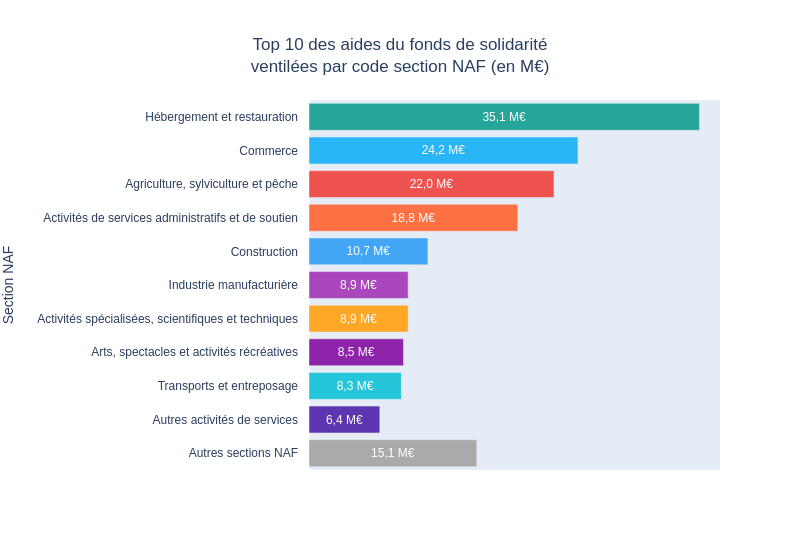 Top 10 des aides du fonds de solidarité
ventilées par code section NAF (en M€)
Section NAF
Hébergement et restauration 35,1 M€
Commerce 24,2 M€
Agriculture, sylviculture et pêche 22,0 M€
Activités de services administratifs et de soutien 18,8 M€
Construction 10,7 M€
Industrie manufacturière 8,9 M€
Activités spécialisées, scientifiques et techniques 8,9 M€
Arts, spectacles et activités récréatives 8,5 M€
Transports et entreposage 8,3 M€
Autres activités de services 6,4 M€
Autres sections NAF 15,1 M€